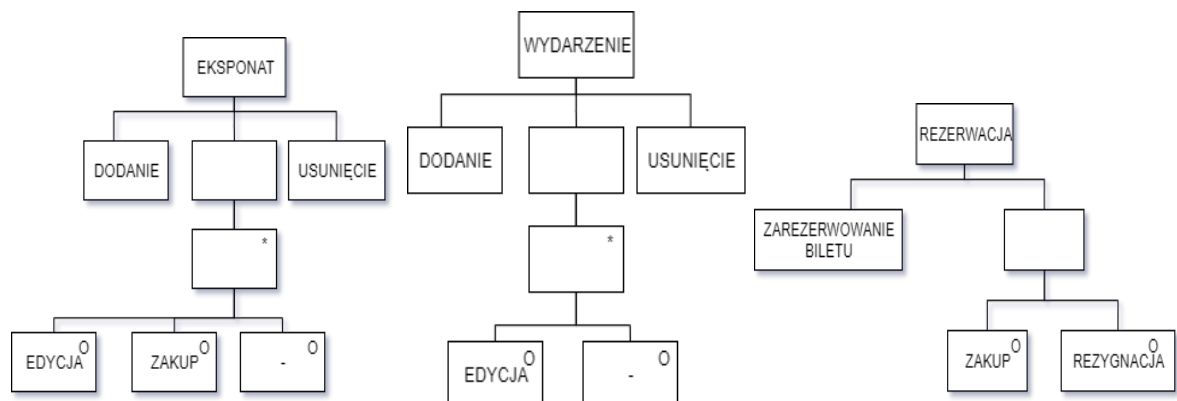 EKSPONAT
DODANIE
USUNIĘCIE
*
EDYCJA O
ZAKUP O
- O
WYDARZENIE
DODANIE
USUNIĘCIE
*
EDYCJA O
- O
REZERWACJA
ZAREZERWOWANIE
BILETU
ZAKUP O
REZYGNACJA O